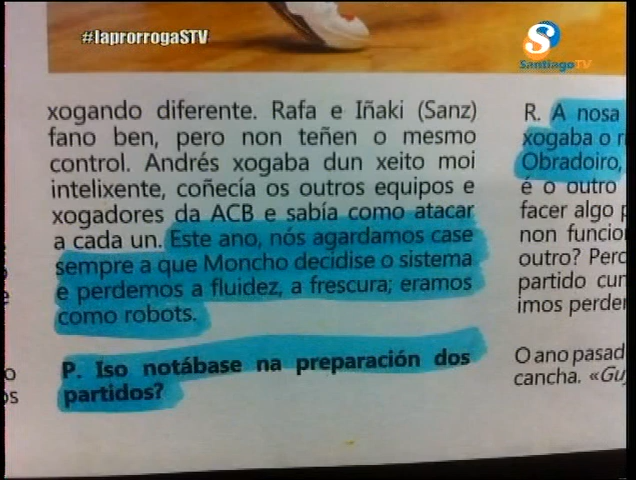 #laprorrogaSTV
S
SantiagoTV
xogando diferente. Rafa e Iñaki (Sanz)
fano ben, pero non teñen o mesmo
control. Andrés xogaba dun xeito moi
intelixente, coñecía os outros equipos e
xogadores da ACB e sabía como atacar
a cada un. Este ano, nós agardamos case
sempre a que Moncho decidise o sistema
e perdemos a fluidez, a frescura; eramos
como robots.
P. Iso notábase na preparación dos
partidos?
R. A nosa
xogaba o
Obradoiro,
é o outro
facer algo
non funcio
outro? Perc
partido cun
imos perder
O ano pasad
cancha. «Gu